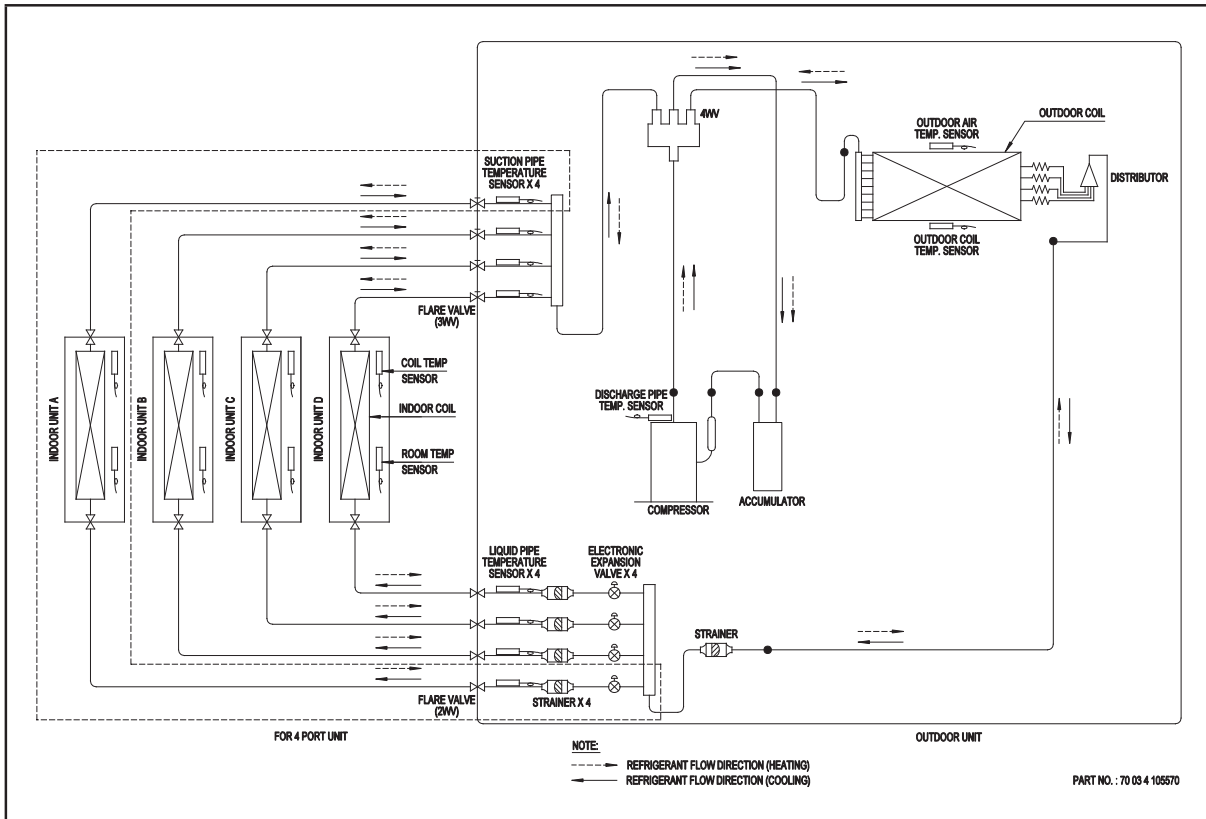 4WV
OUTDOOR AIR
TEMP. SENSOR
OUTDOOR COIL
DISTRIBUTOR
OUTDOOR COIL
TEMP. SENSOR
SUCTION PIPE
TEMPERATURE
SENSOR X 4
FLARE VALVE
(3WV)
INDOOR UNIT A
INDOOR UNIT B
INDOOR UNIT C
INDOOR UNIT D
COIL TEMP
SENSOR
INDOOR COIL
ROOM TEMP
SENSOR
DISCHARGE PIPE
TEMP. SENSOR
COMPRESSOR
ACCUMULATOR
LIQUID PIPE
TEMPERATURE
SENSOR X 4
ELECTRONIC
EXPANSION
VALVE X 4
STRAINER
FLARE VALVE
(2WV)
STRAINER X 4
FOR 4 PORT UNIT
OUTDOOR UNIT
NOTE:
REFRIGERANT FLOW DIRECTION (HEATING)
REFRIGERANT FLOW DIRECTION (COOLING)
PART NO. : 70 03 4 105570